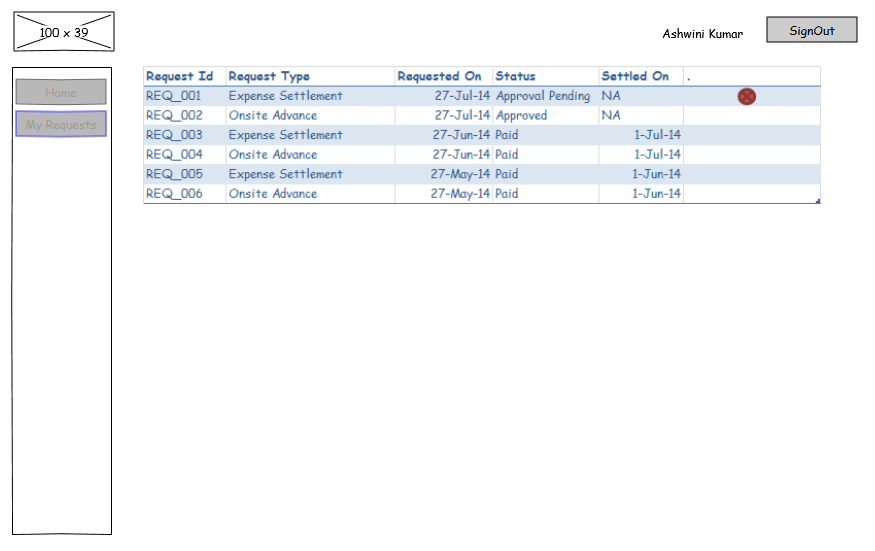 100 x 39
Ashwini Kumar
SignOut
Home
My Requests
Request Id Request Type Requested On Status Settled On .
REQ_001 Expense Settlement 27-Jul-14 Approval Pending NA
REQ_002 Onsite Advance 27-Jul-14 Approved NA
REQ_003 Expense Settlement 27-Jun-14 Paid 1-Jul-14
REQ_004 Onsite Advance 27-Jun-14 Paid 1-Jul-14
REQ_005 Expense Settlement 27-May-14 Paid 1-Jun-14
REQ_006 Onsite Advance 27-May-14 Paid 1-Jun-14